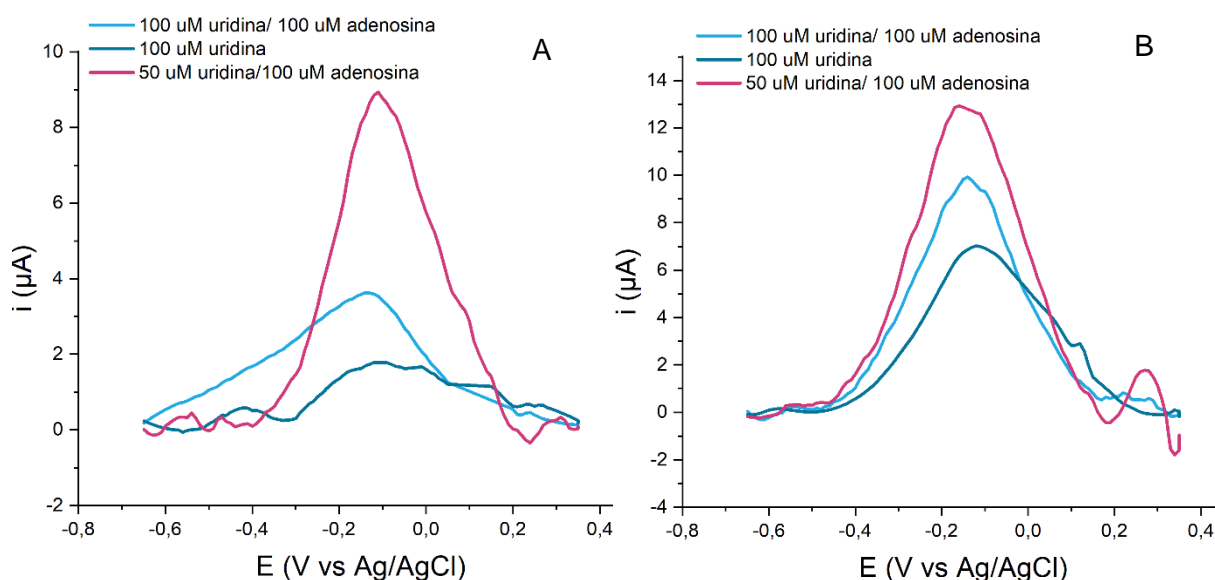 100 uM uridina/ 100 uM adenosina
100 uM uridina
50 uM uridina/100 uM adenosina
A
10
8
6
4
2
0
-2
i (µA)
-0,8
-0,6
-0,4
-0,2
0,0
0,2
0,4
E (V vs Ag/AgCl)
100 uM uridina/ 100 uM adenosina
100 uM uridina
50 uM uridina/ 100 uM adenosina
B
14
12
10
8
6
4
2
0
-2
-4
i (µA)
-0,8
-0,6
-0,4
-0,2
0,0
0,2
0,4
E (V vs Ag/AgCl)